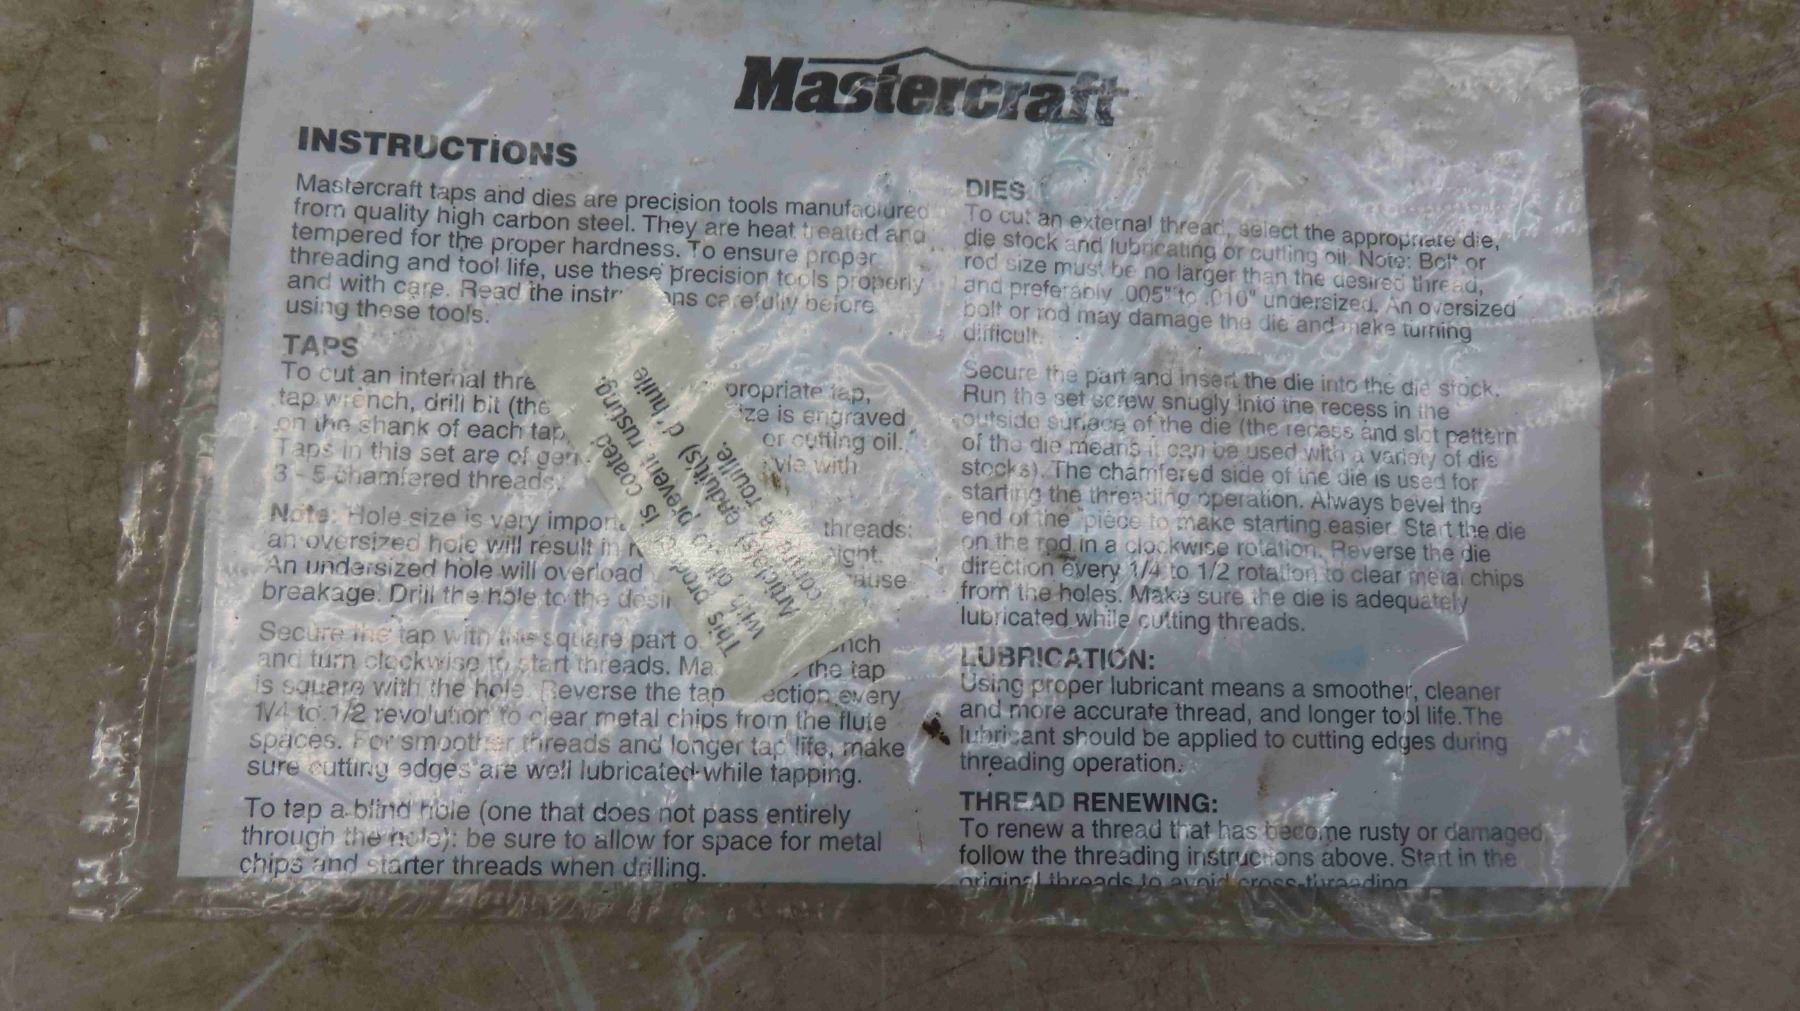 Mastercraft
INSTRUCTIONS
Mastercraft taps and dies are precision tools manufactured
from quality high carbon steel. They are heat treated and
tempered for the proper hardness. To ensure proper
threading and tool life, use these precision tools properly
and with care. Read the carefully before
using these tools.
TAPS
To cut an internal tap,
tap wrench, drill bit (the is engraved
on the shank of each tap or cutting oil.
Taps in this set are of with
3 - 5 chamfered threads.
Note: Hole size is very threads:
an oversized hole will result in
An undersized hole will overload
breakage. Drill the hole to the
Secure the tap with the square part
and turn clockwise to start threads. the tap
is square with the hole. Reverse the tap every
1/4 to 1/2 revolution to clear metal chips from the flute
spaces. For smoother threads and longer tap life, make
sure cutting edges are well lubricated while tapping.
To tap a blind hole (one that does not pass entirely
through the hole): be sure to allow for space for metal
chips and starter threads when drilling.
This is coated
with oil to prevent rusting.
Article(s) enduit(s) d'huile
contre la rouille.
DIES
To cut an external thread, select the appropriate die,
die stock and lubricating or cutting oil. Note: Bolt or
rod size must be no larger than the desired thread,
and preferably .005" to .010" undersized. An oversized
bolt or rod may damage the die and make turning
difficult.
Secure the part and insert the die into the die stock.
Run the set screw snugly into the recess in the
outside surface of the die (the recess and slot pattern
of the die means it can be used with a variety of die
stocks). The chamfered side of the die is used for
starting the threading operation. Always bevel the
end of the piece to make starting easier. Start the die
on the rod in a clockwise rotation. Reverse the die
direction every 1/4 to 1/2 rotation to clear metal chips
from the holes. Make sure the die is adequately
lubricated while cutting threads.
LUBRICATION:
Using proper lubricant means a smoother, cleaner
and more accurate thread, and longer tool life.The
lubricant should be applied to cutting edges during
threading operation.
THREAD RENEWING:
To renew a thread that has become rusty or damaged
follow the threading instructions above. Start in the
original threads to avoid cross-threading